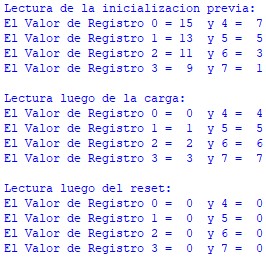 Lectura de la inicializacion previa:
El Valor de Registro 0 = 15  y 4 =  7
El Valor de Registro 1 = 13  y 5 =  5
El Valor de Registro 2 = 11  y 6 =  3
El Valor de Registro 3 =  9  y 7 =  1

Lectura luego de la carga:
El Valor de Registro 0 =  0  y 4 =  4
El Valor de Registro 1 =  1  y 5 =  5
El Valor de Registro 2 =  2  y 6 =  6
El Valor de Registro 3 =  3  y 7 =  7

Lectura luego del reset:
El Valor de Registro 0 =  0  y 4 =  0
El Valor de Registro 1 =  0  y 5 =  0
El Valor de Registro 2 =  0  y 6 =  0
El Valor de Registro 3 =  0  y 7 =  0